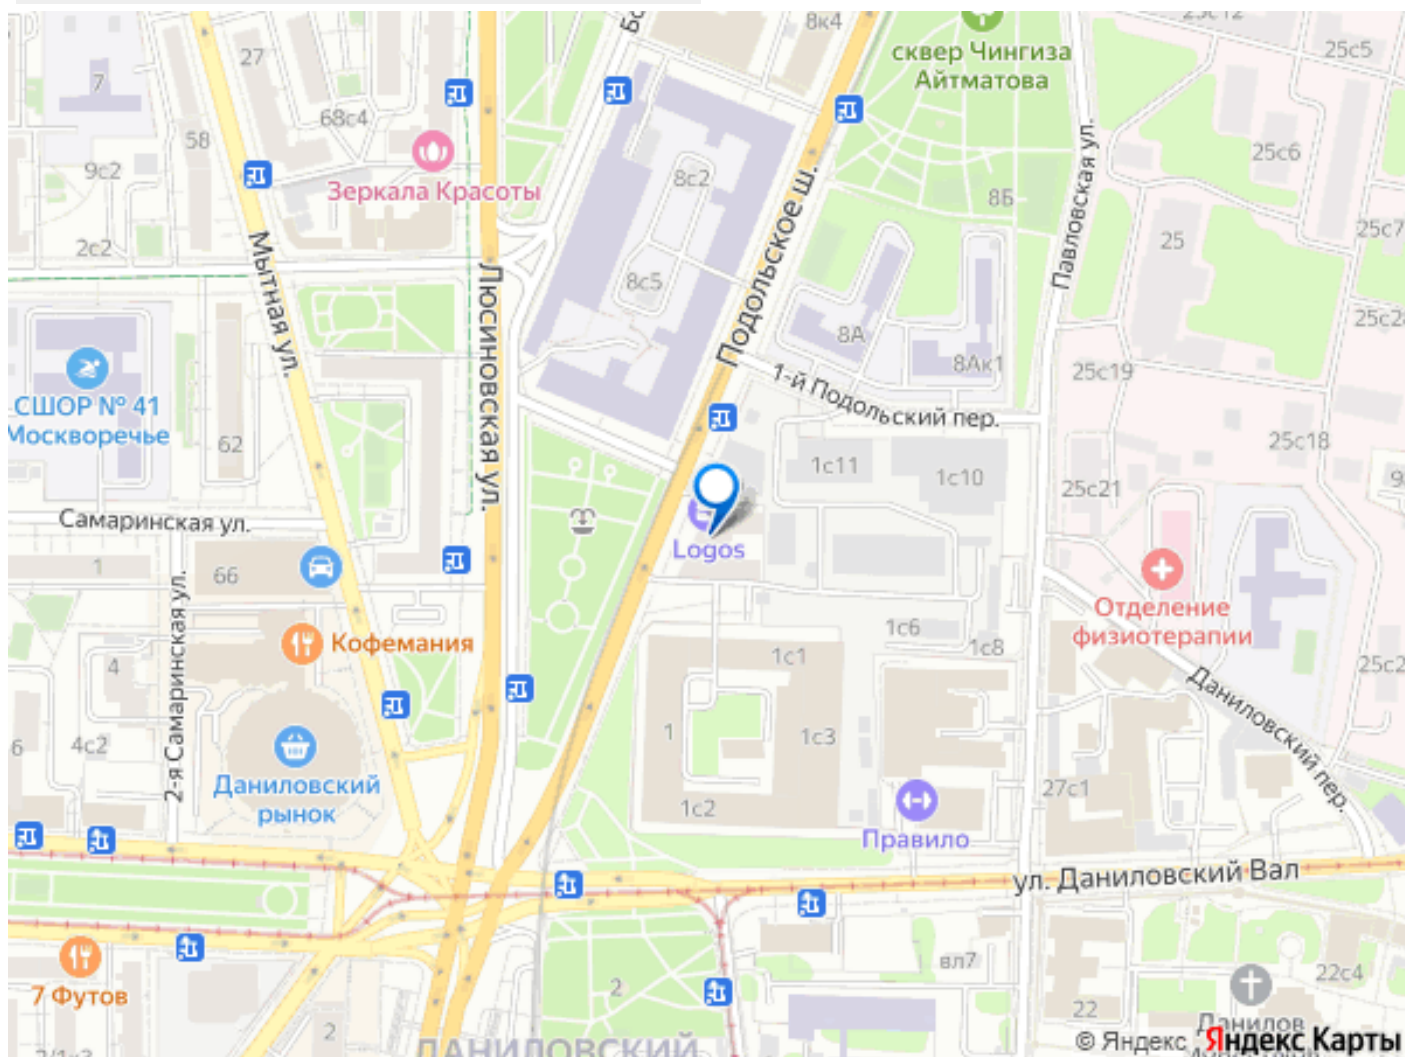 8к4
25с12
сквер Чингиза
Айтматова
25с5
27
7
68с4
58
9с2
8с2
25с6
Зеркала Красоты
8Б
Подольское ш.
Павловская ул.
25
25с7
2с2
Мытная ул.
Люсиновская ул.
8с5
8А
8Ак1
25с2
25с19
СШОР № 41
Москворечье
1-й Подольский пер.
62
1с11
1с10
25с18
25с21
Самаринская ул.
Logos
1
66
2-я Самаринская ул.
Отделение
физиотерапии
Кофемания
1с6
1с8
4
1с1
25с2
Даниловский пер.
6
4с2
1
1с3
Даниловский
рынок
27с1
1с2
Правило
ул. Даниловский Вал
вл7
7 Футов
2
22
22с4
2
ДАНИЛОВСКИЙ
Данилов
© Яндекс Яндекс Карты